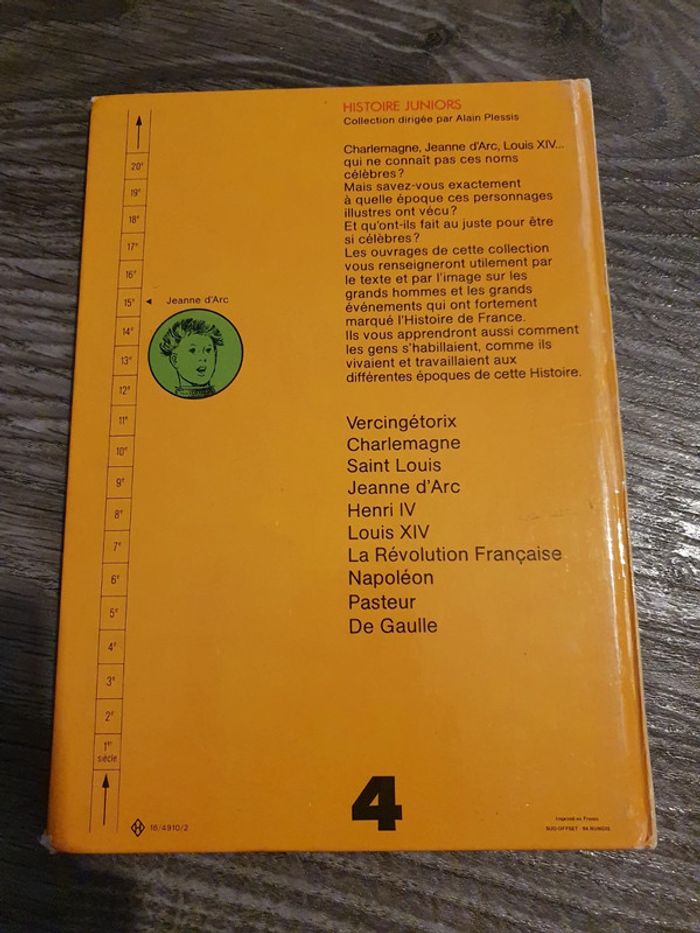 HISTOIRE JUNIORS
Collection dirigée par Alain Plessis
Charlemagne, Jeanne d'Arc, Louis XIV...
qui ne connaît pas ces noms
célèbres ?
Mais savez-vous exactement
à quelle époque ces personnages
illustres ont vécu ?
Et qu'ont-ils fait au juste pour être
si célèbres ?
Les ouvrages de cette collection
vous renseigneront utilement par
le texte et par l'image sur les
grands hommes et les grands
événements qui ont fortement
marqué l'Histoire de France.
Ils vous apprendront aussi comment
les gens s'habillaient, comme ils
vivaient et travaillaient aux
différentes époques de cette Histoire.
Vercingétorix
Charlemagne
Saint Louis
Jeanne d'Arc
Henri IV
Louis XIV
La Révolution Française
Napoléon
Pasteur
De Gaulle
20e
19e
18e
17e
16e
15e
Jeanne d'Arc
14e
13e
12e
11e
10e
9e
8e
7e
6e
5e
4e
3e
2e
1er
siècle
H 16/4910/2
4
Imprimé en France
SUD-OFFSET 94 RUNGIS